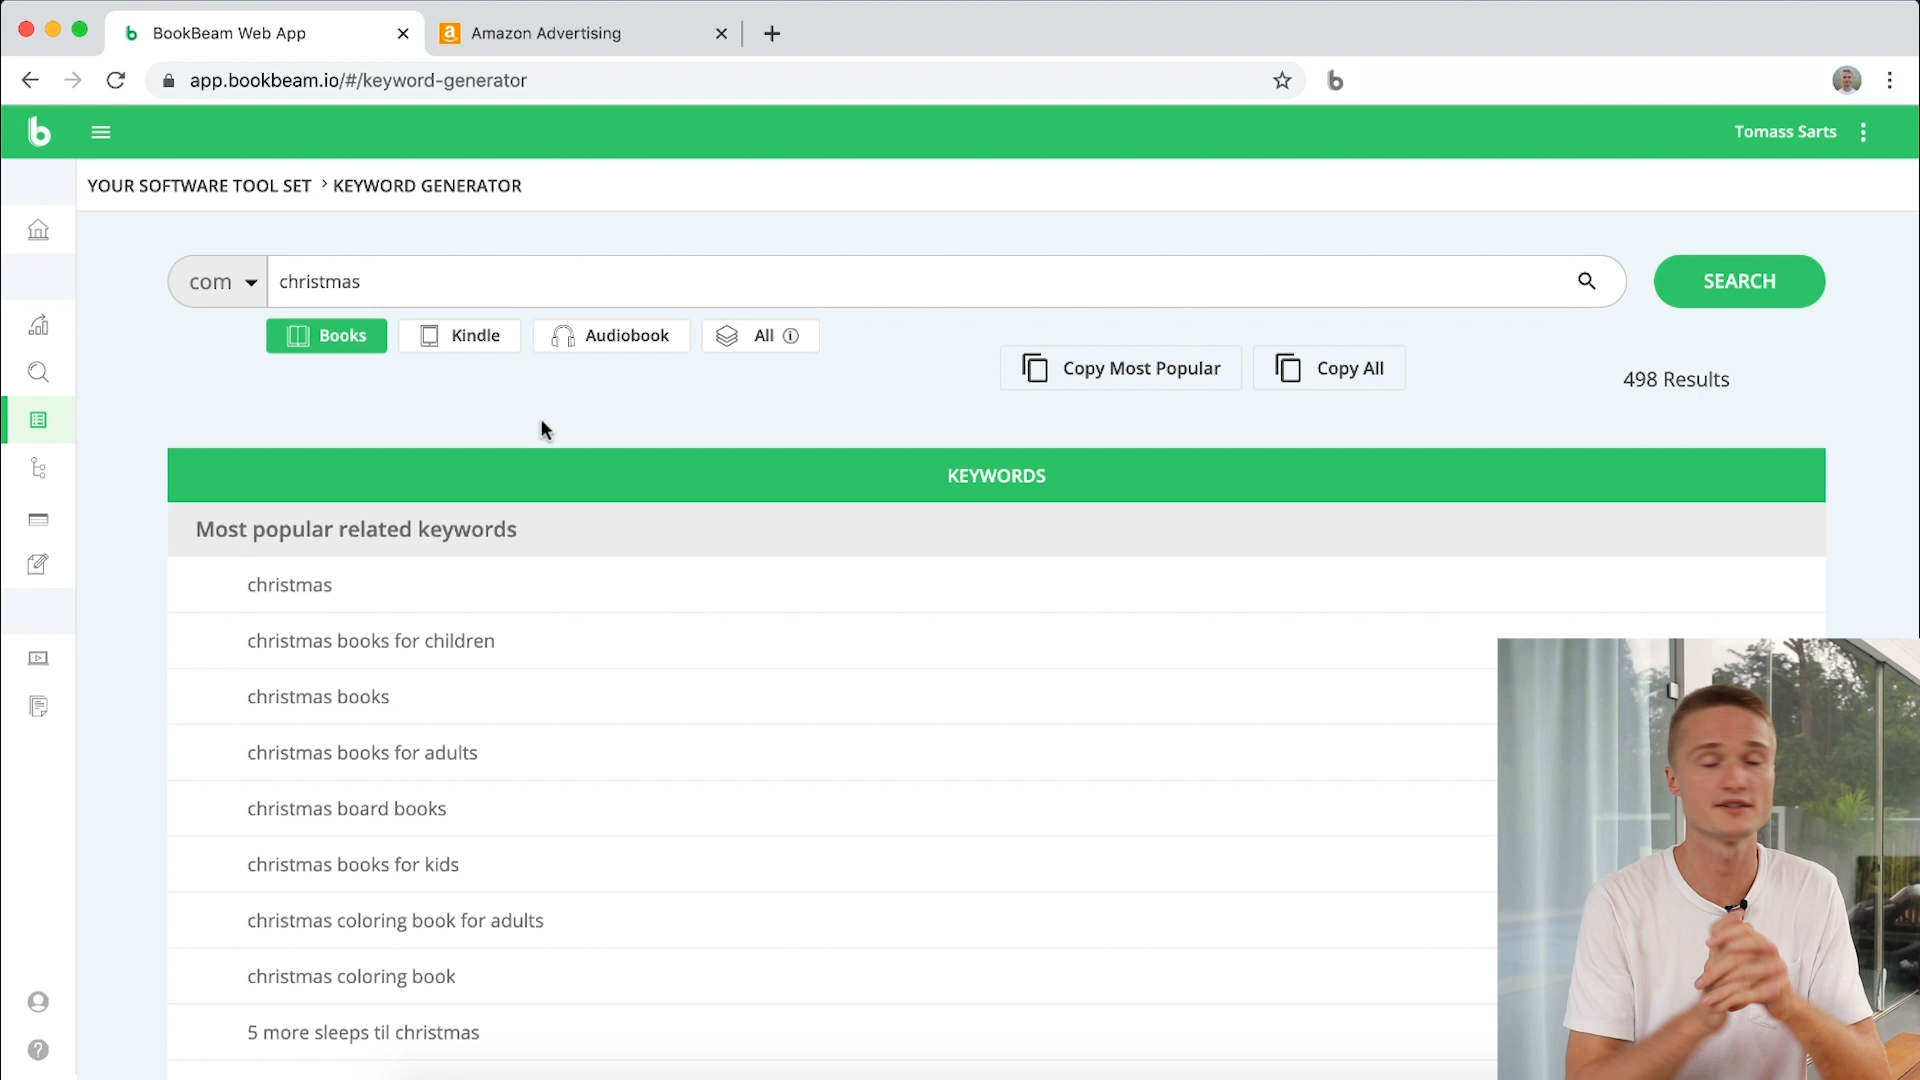 BookBeam Web App
Amazon Advertising
app.bookbeam.io/#/keyword-generator
Tomass Sarts
YOUR SOFTWARE TOOL SET > KEYWORD GENERATOR
com
christmas
SEARCH
Books
Kindle
Audiobook
All
Copy Most Popular
Copy All
498 Results
KEYWORDS
Most popular related keywords
christmas
christmas books for children
christmas books
christmas books for adults
christmas board books
christmas books for kids
christmas coloring book for adults
christmas coloring book
5 more sleeps til christmas